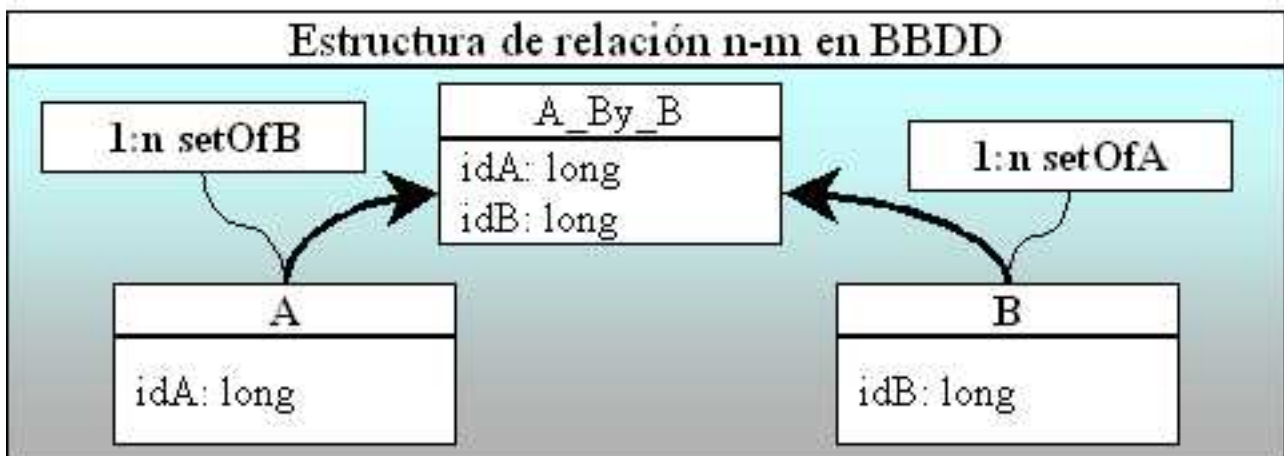 Estructura de relación n-m en BBDD
1:n setOfB
A_By_B
idA: long
idB: long
1:n setOfA
A
idA: long
B
idB: long